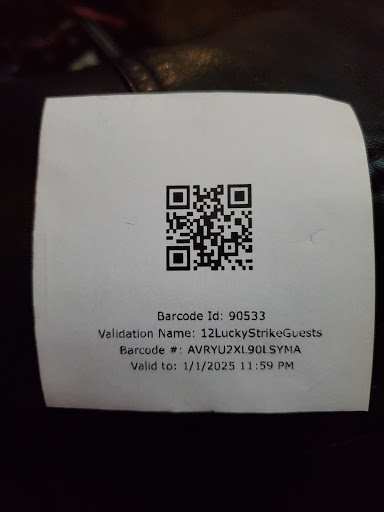 Barcode Id: 90533
Validation Name: 12LuckyStrikeGuests
Barcode #: AVRYU2XL90LSYMA
Valid to: 1/1/2025 11:59 PM